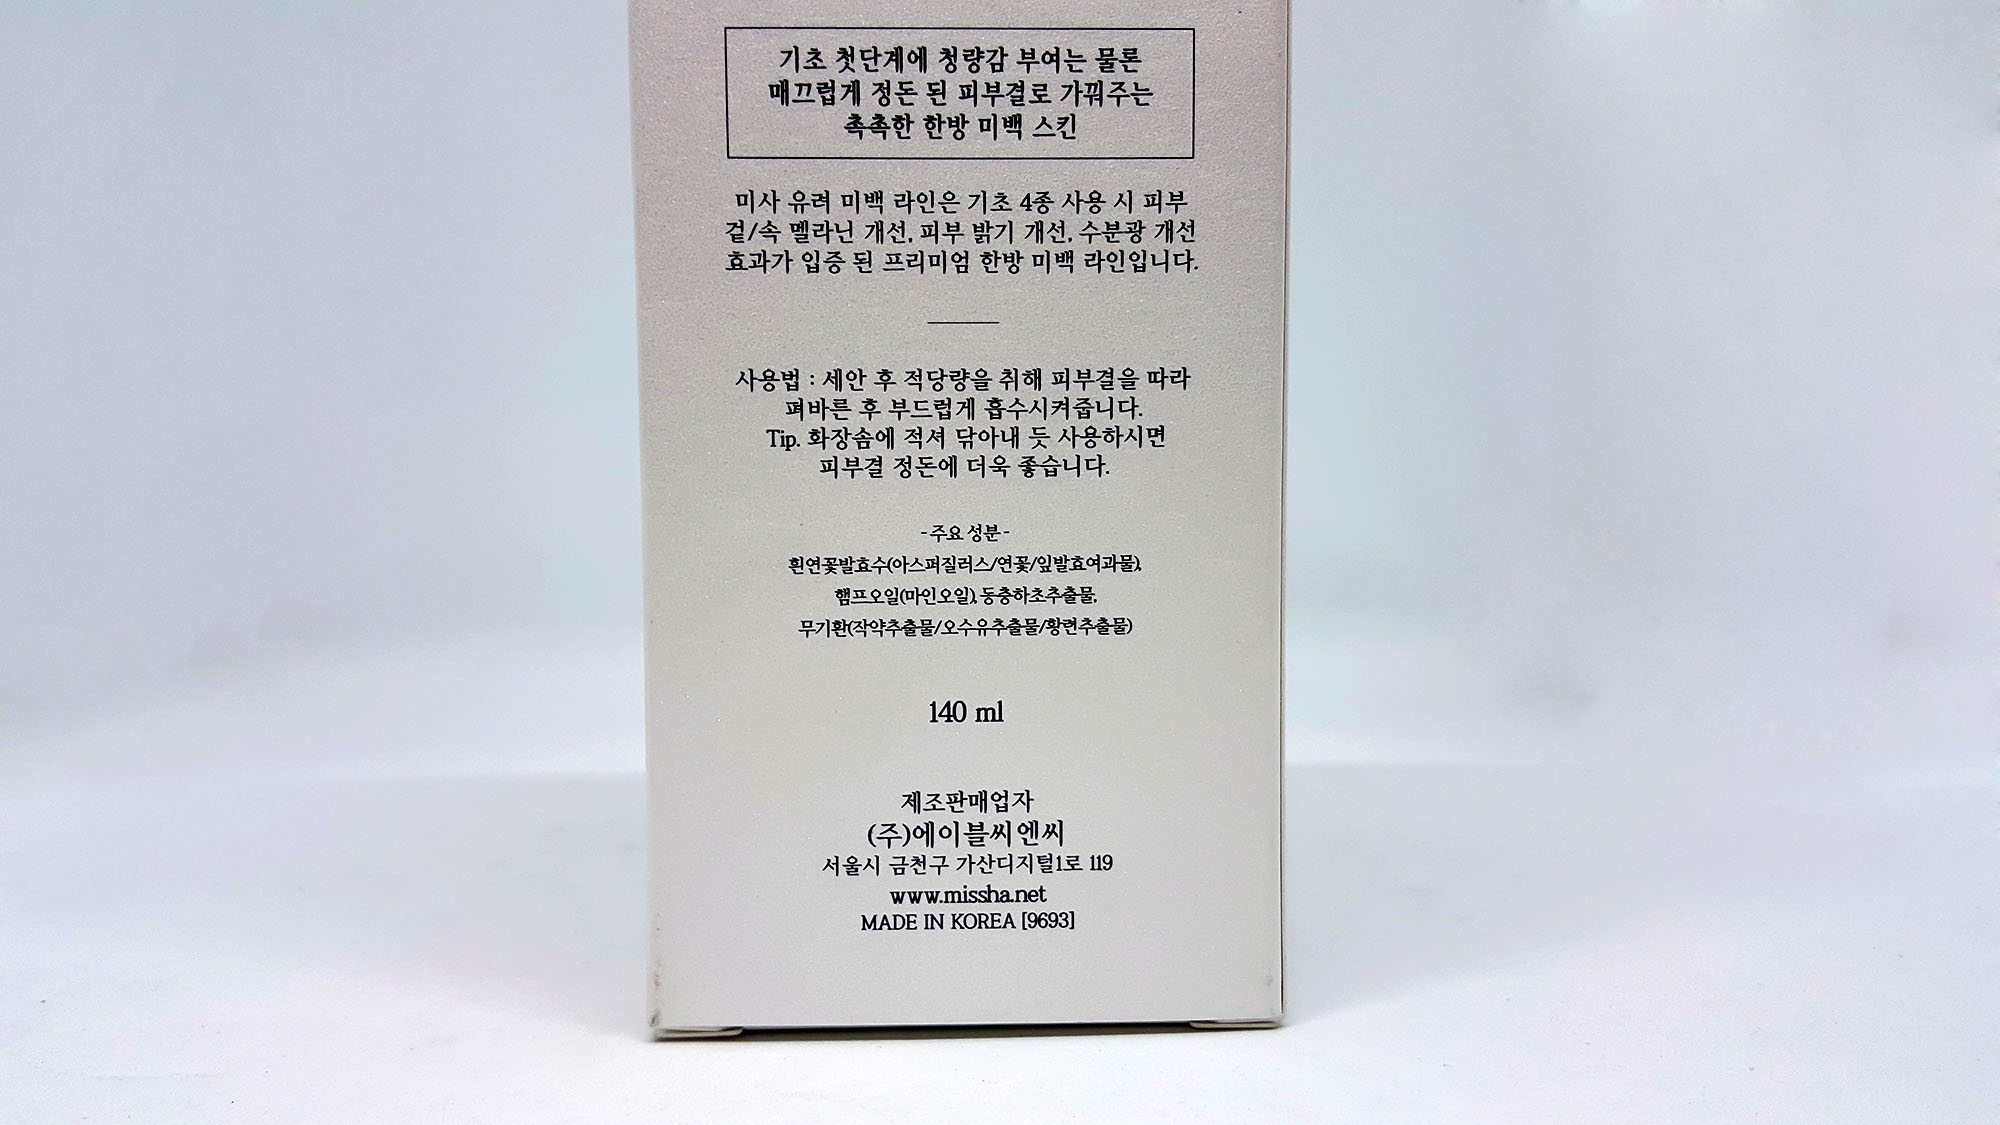 기초 첫단계에 청량감 부여는 물론
매끄럽게 정돈 된 피부결로 가꿔주는
촉촉한 한방 미백 스킨
미사 유려 미백 라인은 기초 4종 사용 시 피부
겉/속 멜라닌 개선, 피부 밝기 개선, 수분광 개선
효과가 입증 된 프리미엄 한방 미백 라인입니다.
사용법 : 세안 후 적당량을 취해 피부결을 따라
펴바른 후 부드럽게 흡수시켜줍니다.
Tip. 화장솜에 적셔 닦아내 듯 사용하시면
피부결 정돈에 더욱 좋습니다.
-주요 성분-
흰연꽃발효수(아스퍼질러스/연꽃/잎발효여과물),
햄프오일(마인오일), 동충하초추출물,
무기환(작약추출물/오수유추출물/황련추출물)
140 ml
제조판매업자
(주)에이블씨엔씨
서울시 금천구 가산디지털1로 119
www.missha.net
MADE IN KOREA [9693]